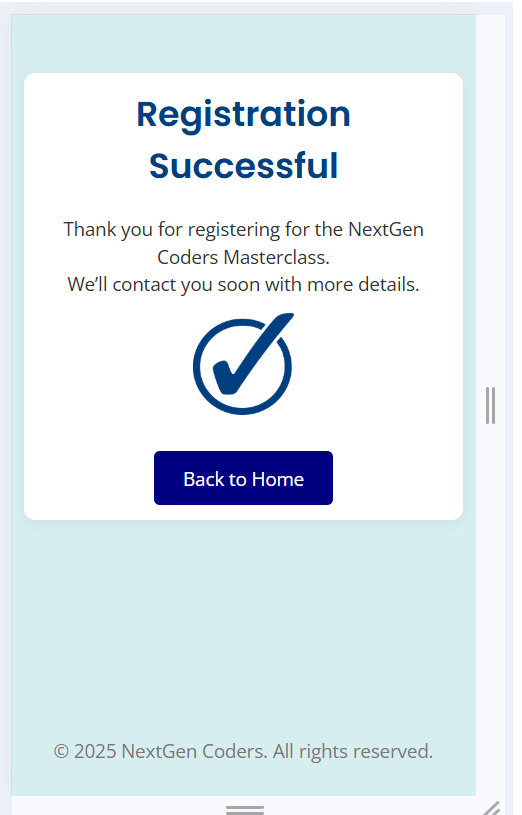 Registration
Successful
Thank you for registering for the NextGen
Coders Masterclass.
We’ll contact you soon with more details.
Back to Home
© 2025 NextGen Coders. All rights reserved.